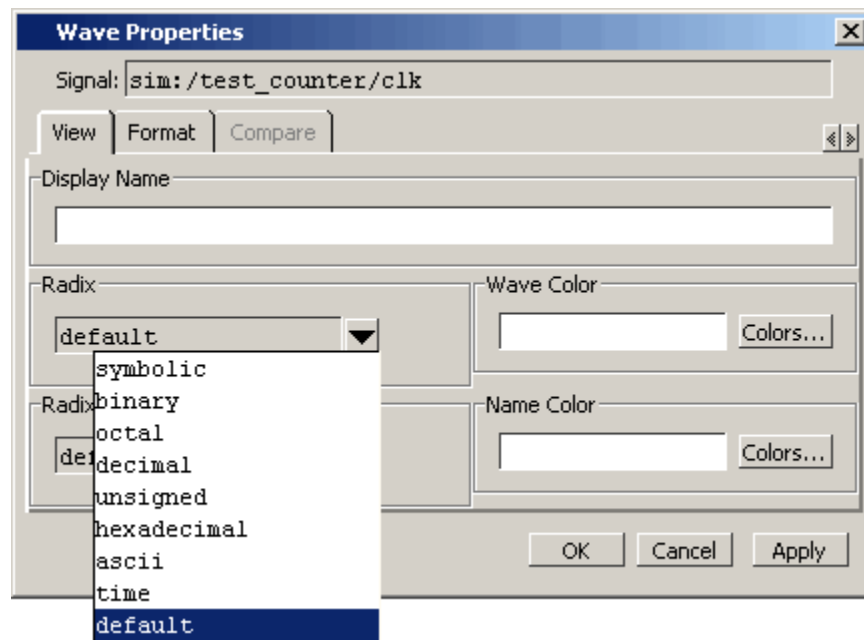 Wave Properties
Signal: sim:/test_counter/clk
View Format Compare
Display Name
Radix
default
Wave Color
Colors...
symbolic
binary
octal
decimal
unsigned
hexadecimal
ascii
time
default
Radix
def
Name Color
Colors...
OK Cancel Apply